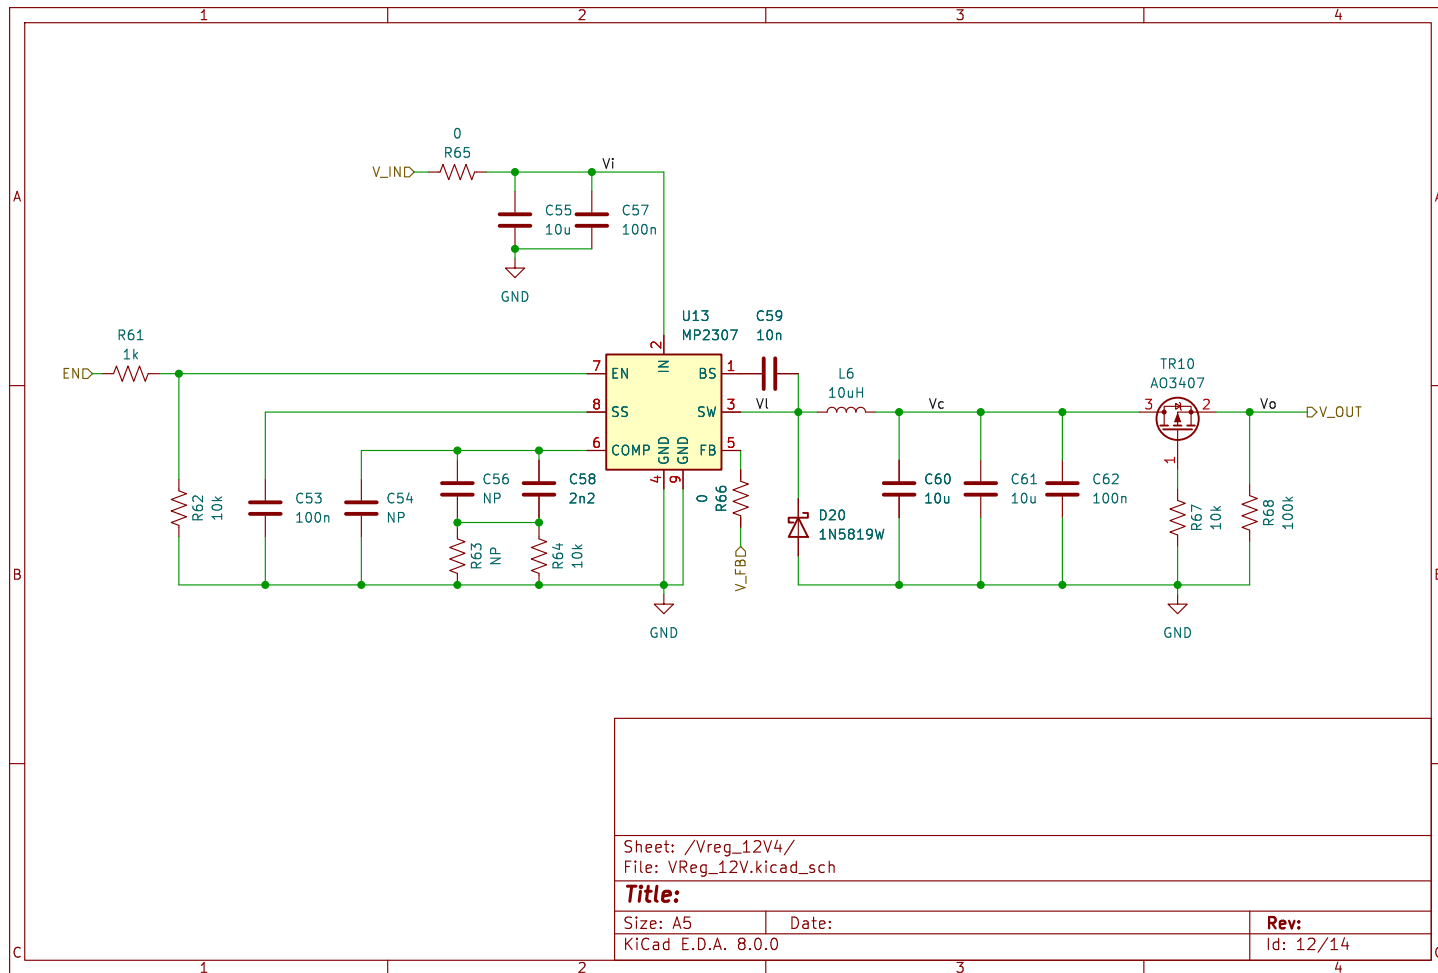 1 2 3 4
A
A
B
B
C
0
R65
V_IN
Vi
C55
10u
C57
100n
GND
U13
MP2307
C59
10n
R61
1k
EN
7 EN
8 SS
6 COMP
2
IN
BS 1
SW 3
FB 5
GND
GND
4
9
Vl
L6
10uH
Vc
TR10
AO3407
3
2
1
Vo
V_OUT
R62
10k
C53
100n
C54
NP
C56
NP
C58
2n2
R63
NP
R64
10k
0
R66
V_FB
D20
1N5819W
C60
10u
C61
10u
C62
100n
R67
10k
R68
100k
GND
GND
Sheet: /Vreg_12V4/
File: VReg_12V.kicad_sch
Title:
Size: A5
Date:
Rev:
KiCad E.D.A. 8.0.0
Id: 12/14
1 2 3 4